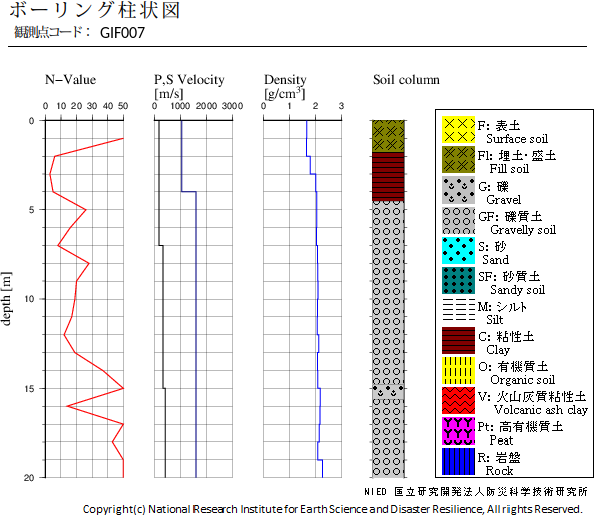 ボーリング柱状図
観測点コード： GIF007
N-Value
P,S Velocity
Density
Soil column
[m/s]
[g/cm³]
0 10 20 30 40 50
0 1000 2000 3000
0 1 2 3
0
5
10
15
20
depth [m]
F: 表土
Surface soil
Fl: 埋土・盛土
Fill soil
G: 礫
Gravel
GF: 礫質土
Gravelly soil
S: 砂
Sand
SF: 砂質土
Sandy soil
M: シルト
Silt
C: 粘性土
Clay
O: 有機質土
Organic soil
V: 火山灰質粘性土
Volcanic ash clay
Pt: 高有機質土
Peat
R: 岩盤
Rock
NIED 国立研究開発法人防災科学技術研究所
Copyright(c) National Research Institute for Earth Science and Disaster Resilience, All rights Reserved.